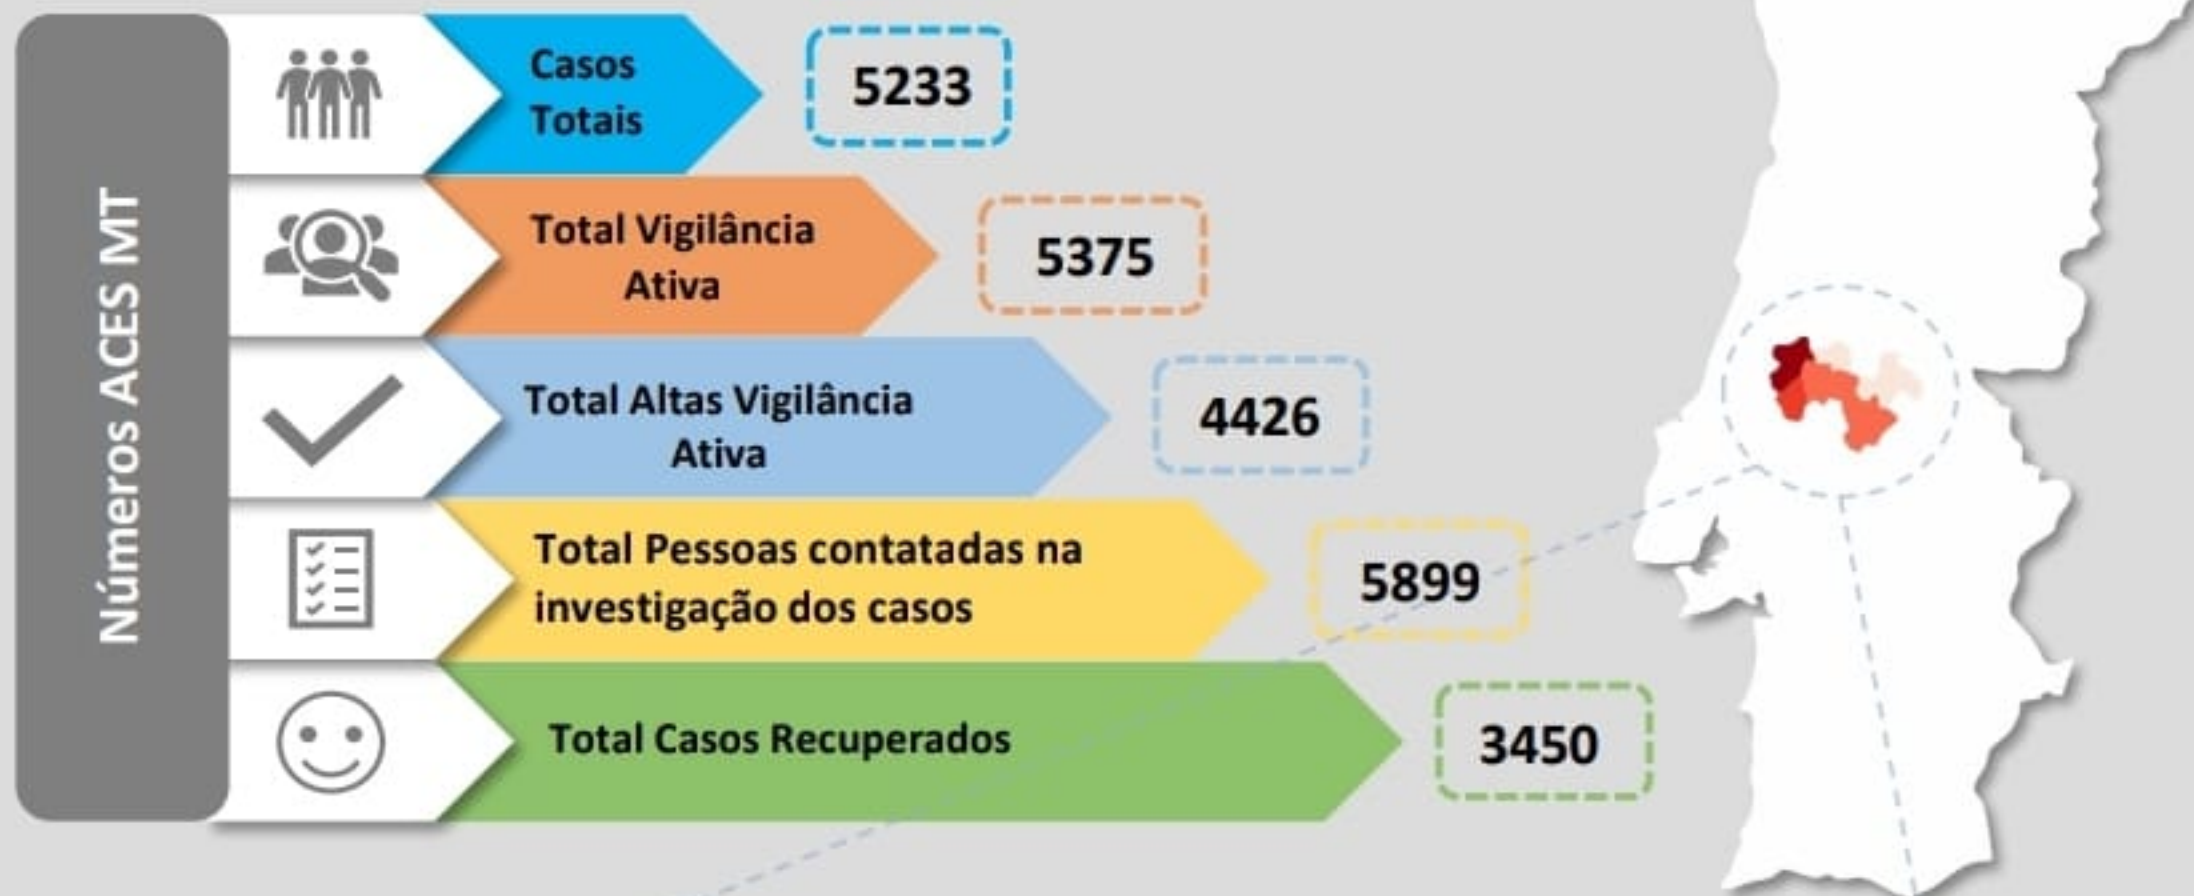 Números ACES MT
Casos
Totais
5233
Total Vigilância
Ativa
5375
Total Altas Vigilância
Ativa
4426
Total Pessoas contatadas na
investigação dos casos
5899
Total Casos Recuperados
3450